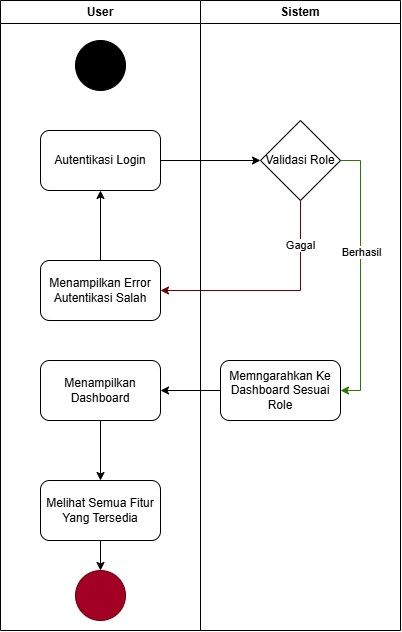 User
Sistem
Autentikasi Login
Validasi Role
Gagal
Berhasil
Menampilkan Error
Autentikasi Salah
Menampilkan
Dashboard
Memngarahkan Ke
Dashboard Sesuai
Role
Melihat Semua Fitur
Yang Tersedia